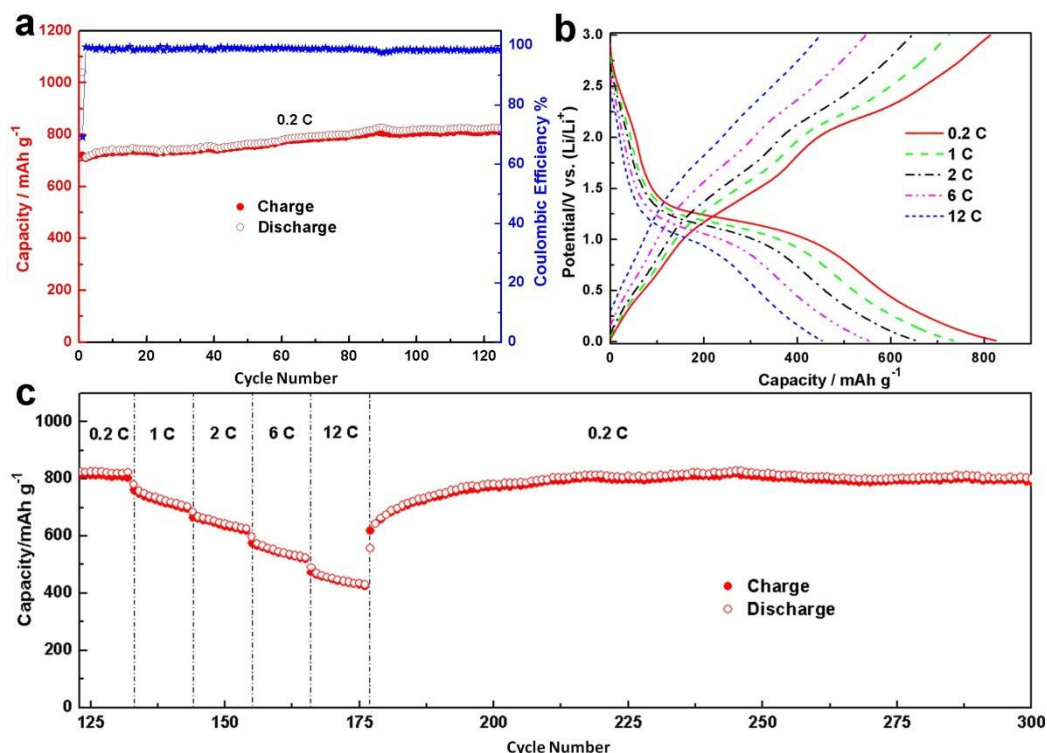 a
1200
1000
800
600
400
200
0
Capacity / mAh g-1
0.2 C
Charge
Discharge
0 20 40 60 80 100 120
Cycle Number
100
80
60
40
20
0
Coulombic Efficiency %
b
3.0
2.5
2.0
1.5
1.0
0.5
0.0
Potential/V vs. (Li/Li+)
0.2 C
1 C
2 C
6 C
12 C
0 200 400 600 800
Capacity / mAh g-1
c
1000
800
600
400
200
0
Capacity/mAh g-1
0.2 C 1 C 2 C 6 C 12 C 0.2 C
Charge
Discharge
125 150 175 200 225 250 275 300
Cycle Number